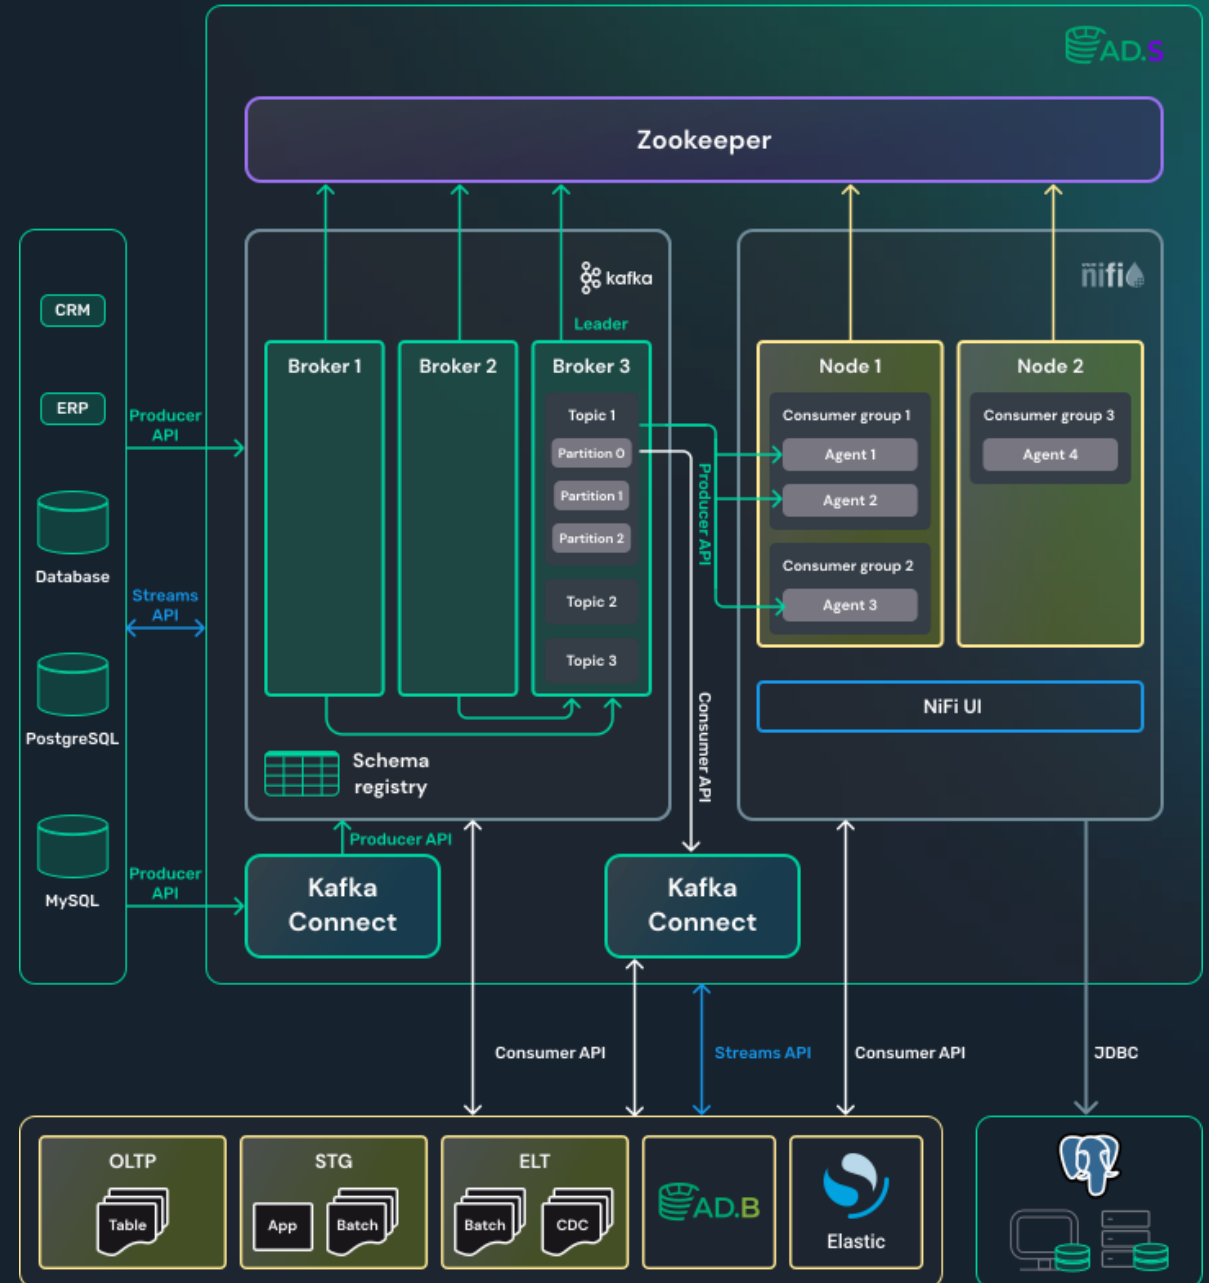 AD.S
Zookeeper
CRM
ERP
Database
PostgreSQL
MySQL
Producer
API
Streams
API
Producer
API
kafka
Leader
Broker 1
Broker 2
Broker 3
Topic 1
Partition 0
Partition 1
Partition 2
Topic 2
Topic 3
Schema
registry
Producer API
Consumer API
nifi
Node 1
Consumer group 1
Agent 1
Agent 2
Consumer group 2
Agent 3
Node 2
Consumer group 3
Agent 4
NiFi UI
Producer API
Kafka
Connect
Kafka
Connect
Consumer API
Streams API
Consumer API
JDBC
OLTP
Table
STG
App
Batch
ELT
Batch
CDC
AD.B
Elastic